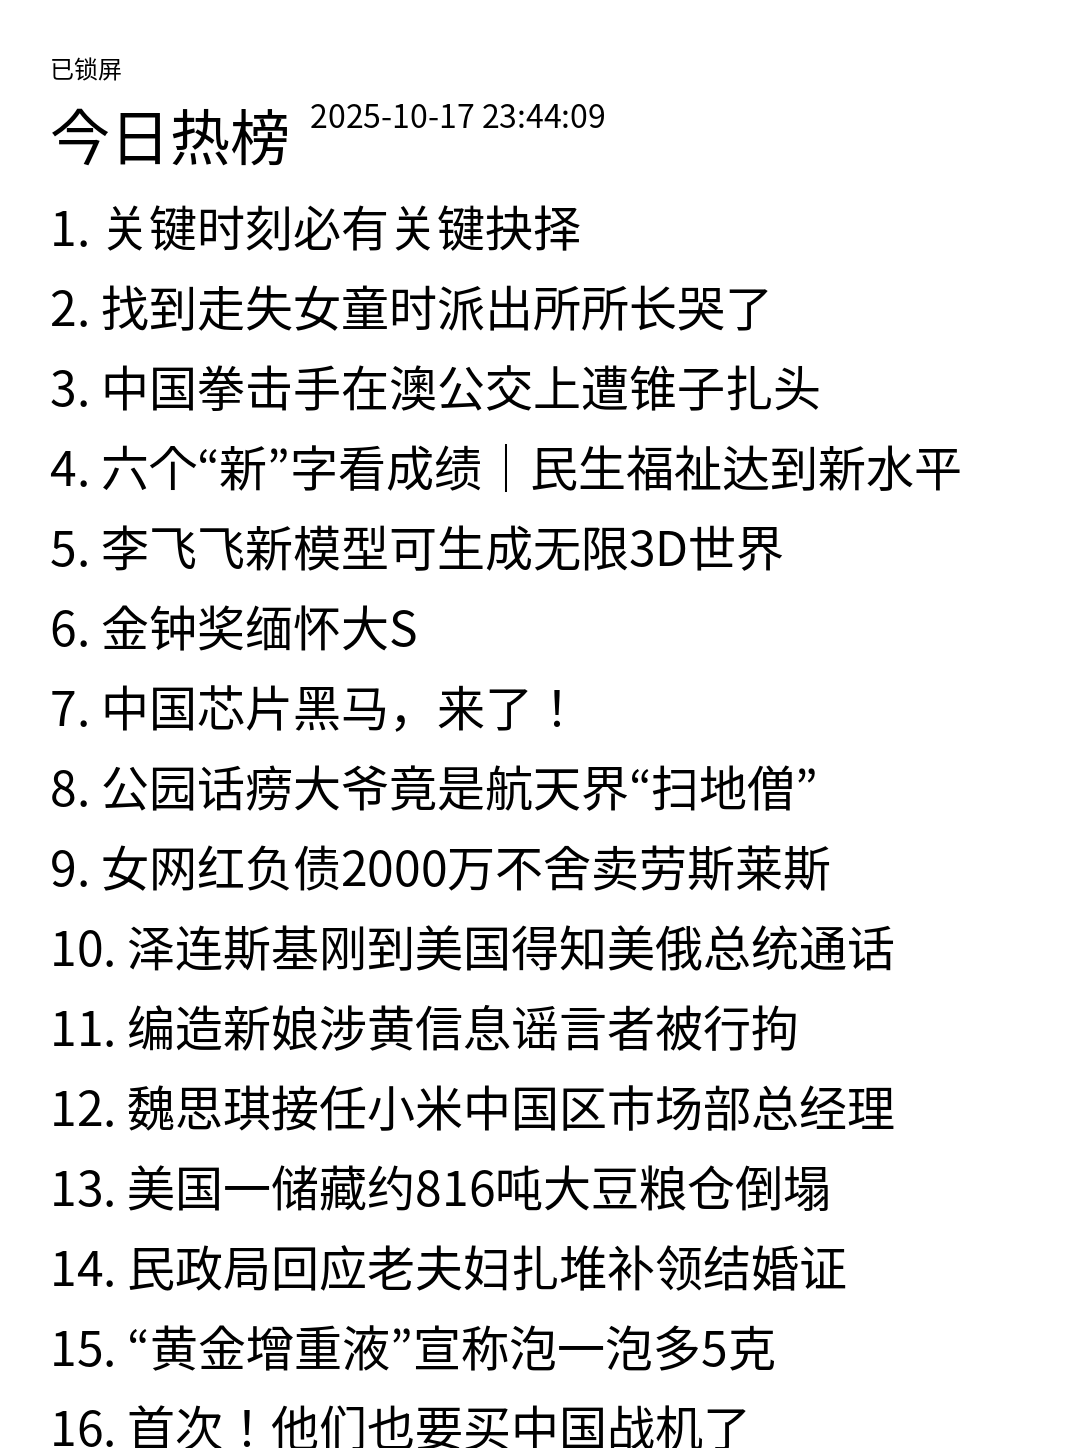 已锁屏
今日热榜 2025-10-17 23:44:09
1. 关键时刻必有关键抉择
2. 找到走失女童时派出所所长哭了
3. 中国拳击手在澳公交上遭锥子扎头
4. 六个“新”字看成绩｜民生福祉达到新水平
5. 李飞飞新模型可生成无限3D世界
6. 金钟奖缅怀大S
7. 中国芯片黑马，来了！
8. 公园话痨大爷竟是航天界“扫地僧”
9. 女网红负债2000万不舍卖劳斯莱斯
10. 泽连斯基刚到美国得知美俄总统通话
11. 编造新娘涉黄信息谣言者被行拘
12. 魏思琪接任小米中国区市场部总经理
13. 美国一储藏约816吨大豆粮仓倒塌
14. 民政局回应老夫妇扎堆补领结婚证
15. “黄金增重液”宣称泡一泡多5克
16. 首次！他们也要买中国战机了